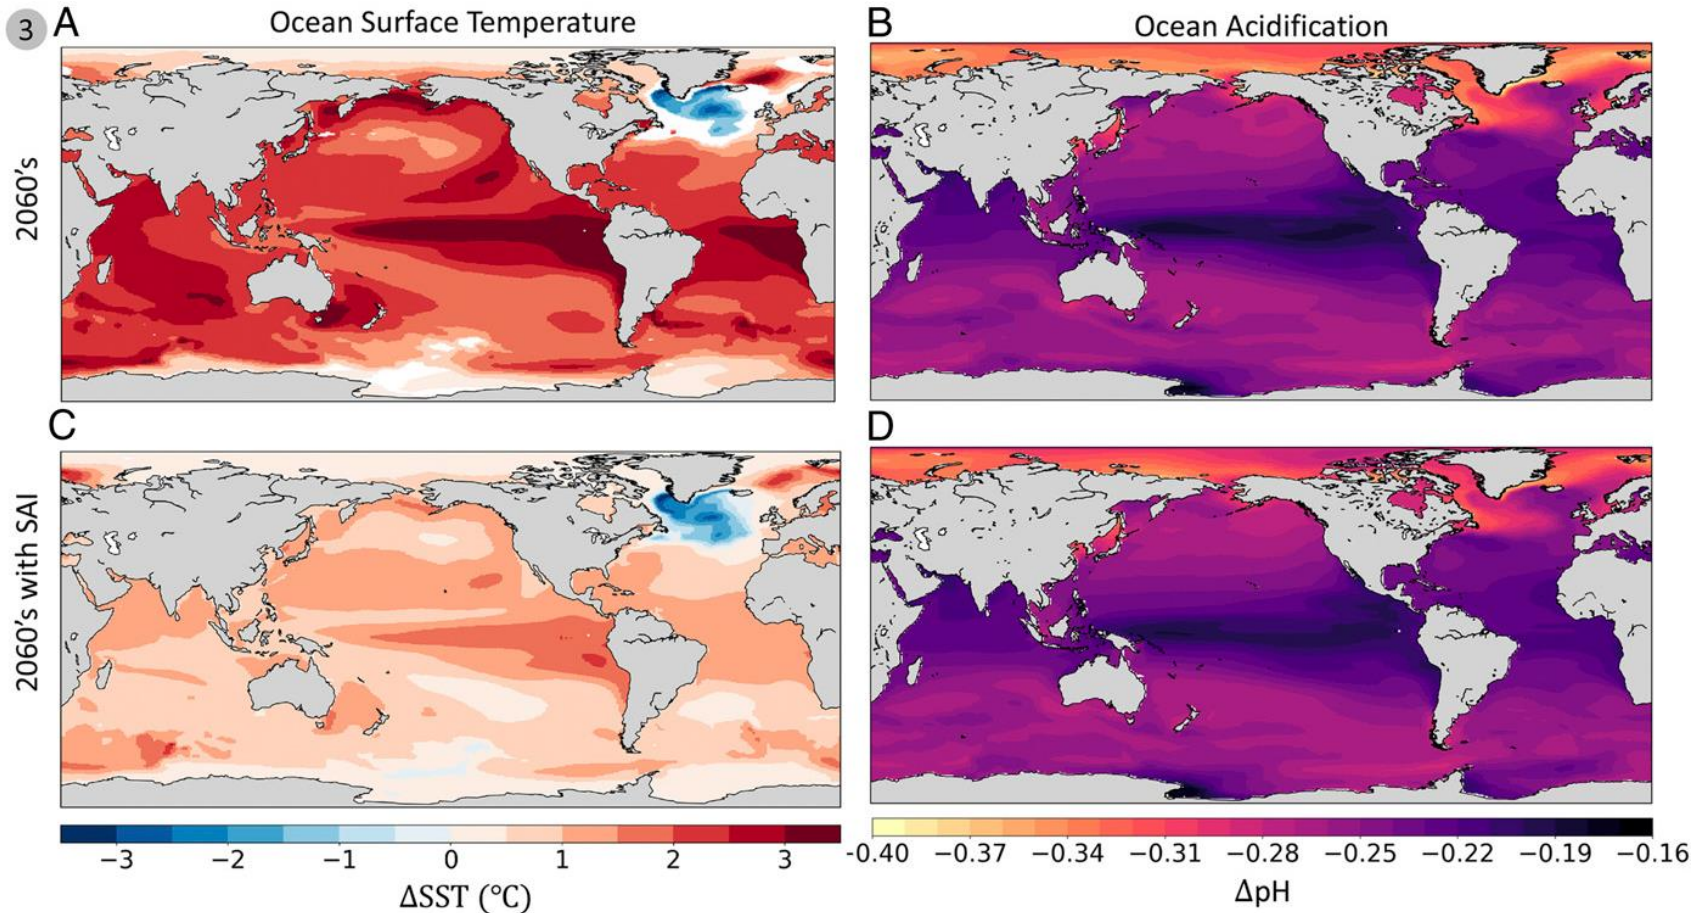 3
A
Ocean Surface Temperature
B
Ocean Acidification
2060's
C
D
2060's with SAI
−3 −2 −1 0 1 2 3
ΔSST (°C)
-0.40 −0.37 −0.34 −0.31 −0.28 −0.25 −0.22 −0.19 −0.16
ΔpH